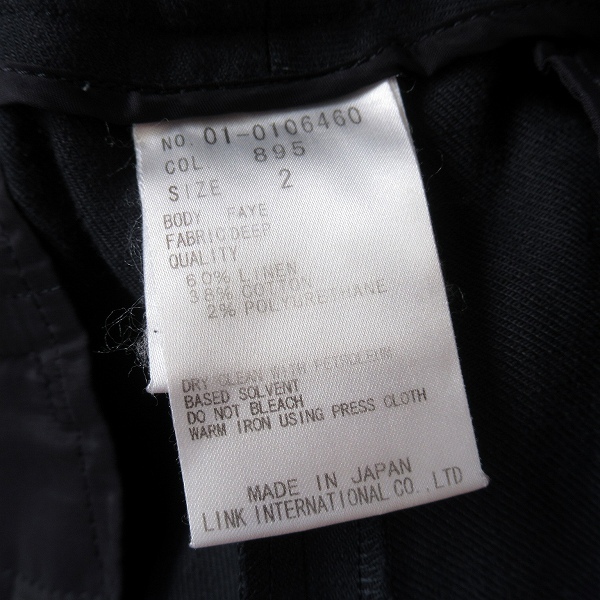 NO. 01-0106460
COL 895
SIZE 2
BODY FAYE
FABRIC DEEP
QUALITY
60% LINEN
38% COTTON
2% POLYURETHANE
DRY CLEAN WITH PETROLEUM
BASED SOLVENT
DO NOT BLEACH
WARM IRON USING PRESS CLOTH
MADE IN JAPAN
LINK INTERNATIONAL CO.,LTD